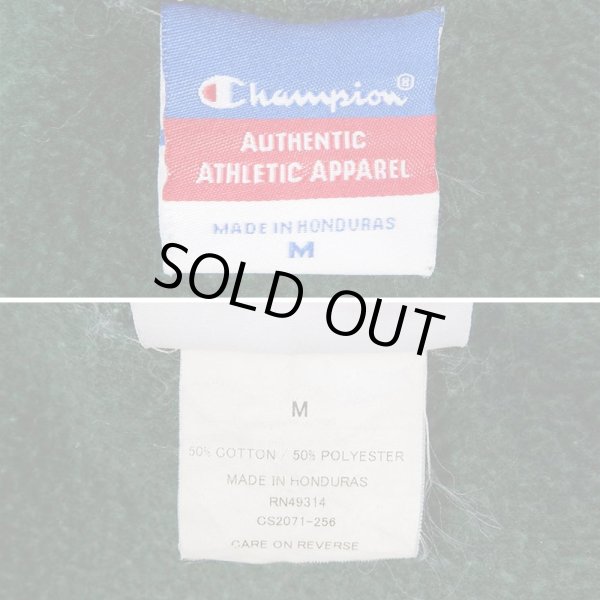 Champion®
AUTHENTIC
ATHLETIC APPAREL
MADE IN HONDURAS
M
SOLD OUT
M
50% COTTON / 50% POLYESTER
MADE IN HONDURAS
RN49314
CS2071-256
CARE ON REVERSE